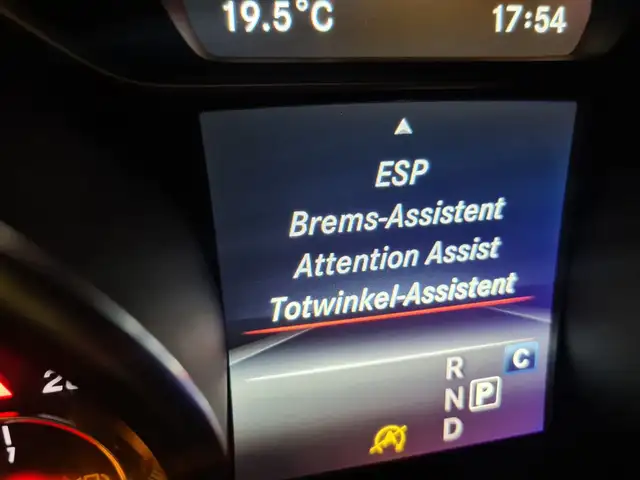 19.5°C 17:54
ESP
Brems-Assistent
Attention Assist
Totwinkel-Assistent
C
R
N P
D
A